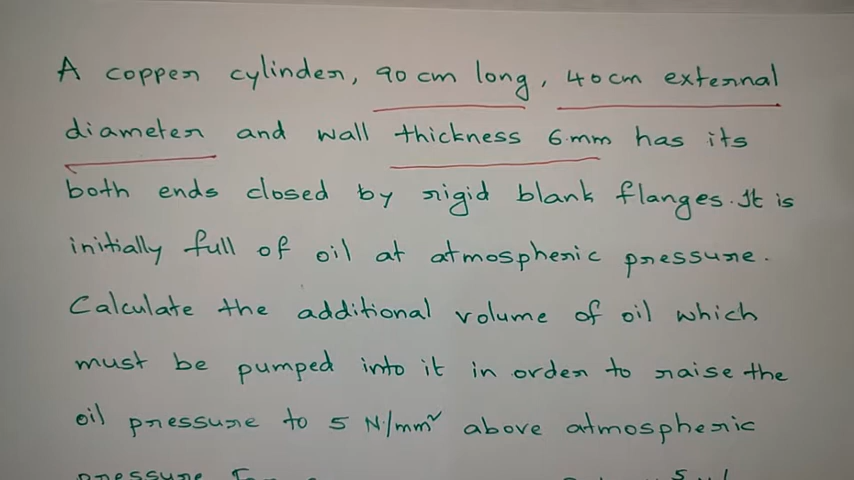 A copper cylinder, 90 cm long, 40 cm external
diameter and wall thickness 6 mm has its
both ends closed by rigid blank flanges. It is
initially full of oil at atmospheric pressure.
Calculate the additional volume of oil which
must be pumped into it in order to raise the
oil pressure to 5 N/mm² above atmospheric
pressure